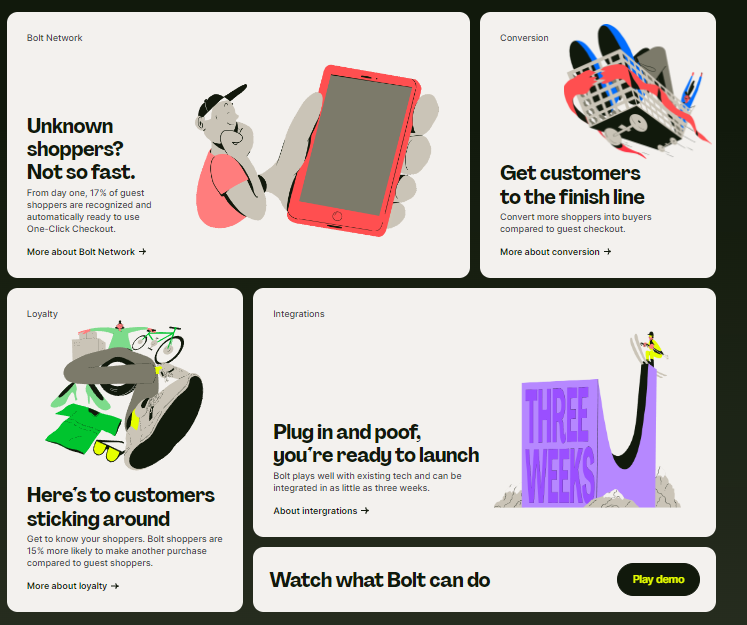 Bolt Network
Unknown
shoppers?
Not so fast.
From day one, 17% of guest
shoppers are recognized and
automatically ready to use
One-Click Checkout.
More about Bolt Network →
Conversion
Get customers
to the finish line
Convert more shoppers into buyers
compared to guest checkout.
More about conversion →
Loyalty
Here's to customers
sticking around
Get to know your shoppers. Bolt shoppers are
15% more likely to make another purchase
compared to guest shoppers.
More about loyalty →
Integrations
Plug in and poof,
you're ready to launch
Bolt plays well with existing tech and can be
integrated in as little as three weeks.
About intergrations →
THREE
WEEKS
Watch what Bolt can do
Play demo